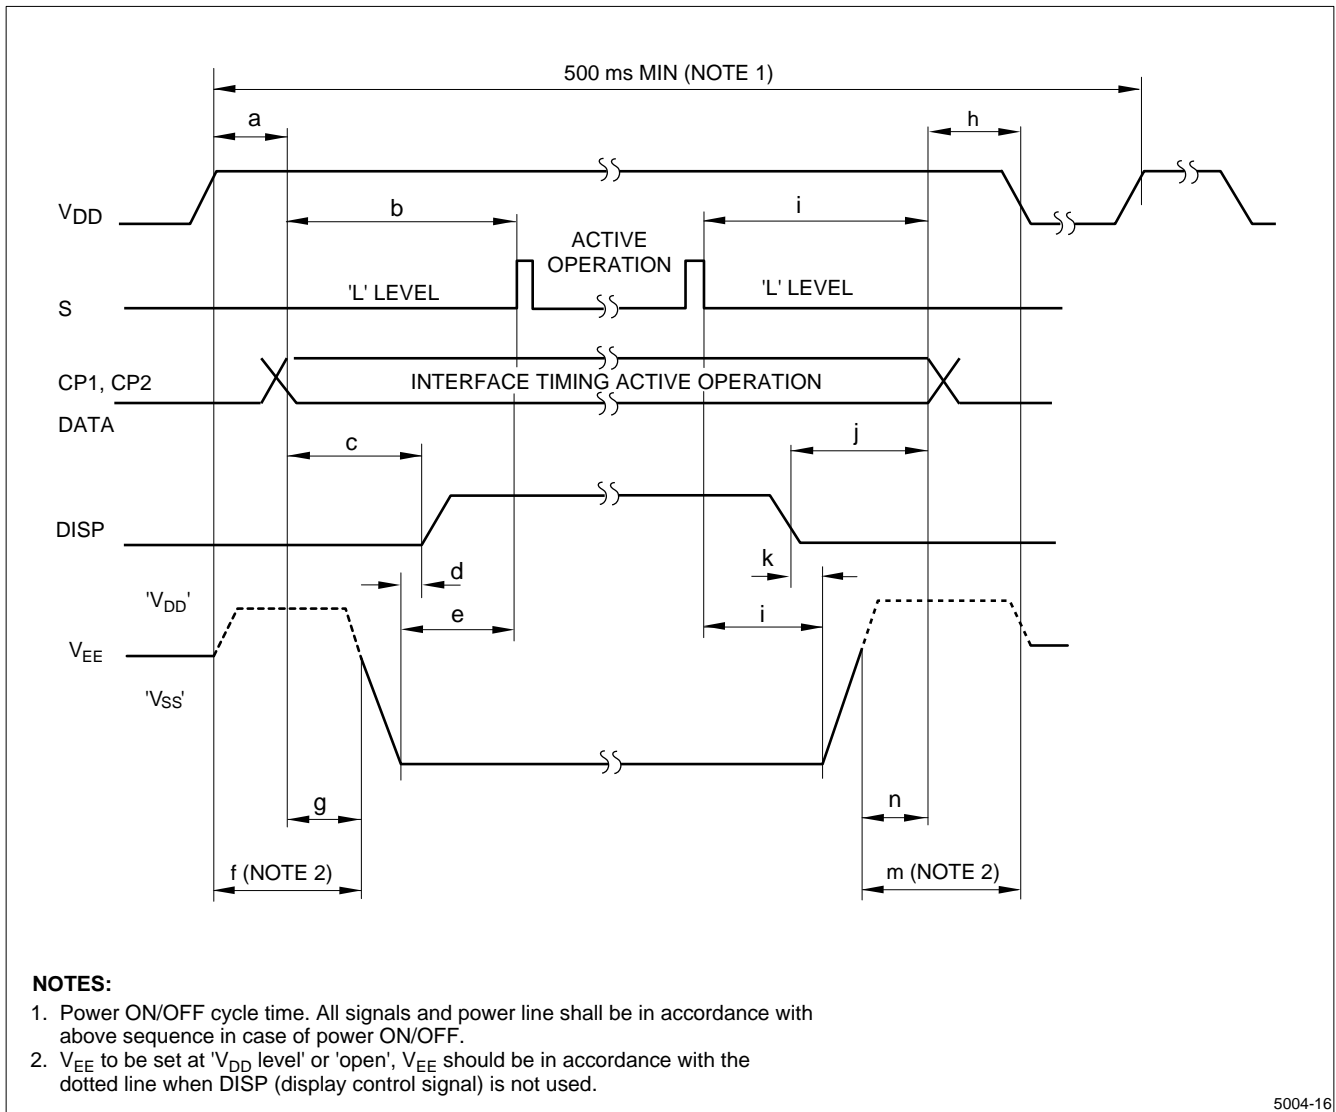 500 ms MIN (NOTE 1)
a
h
VDD
b
i
ACTIVE
OPERATION
'L' LEVEL
'L' LEVEL
S
CP1, CP2
INTERFACE TIMING ACTIVE OPERATION
DATA
c
j
DISP
d
k
'VDD'
e
i
VEE
'VSS'
g
n
f (NOTE 2)
m (NOTE 2)
NOTES:
1. Power ON/OFF cycle time. All signals and power line shall be in accordance with
above sequence in case of power ON/OFF.
2. VEE to be set at 'VDD level' or 'open', VEE should be in accordance with the
dotted line when DISP (display control signal) is not used.
5004-16